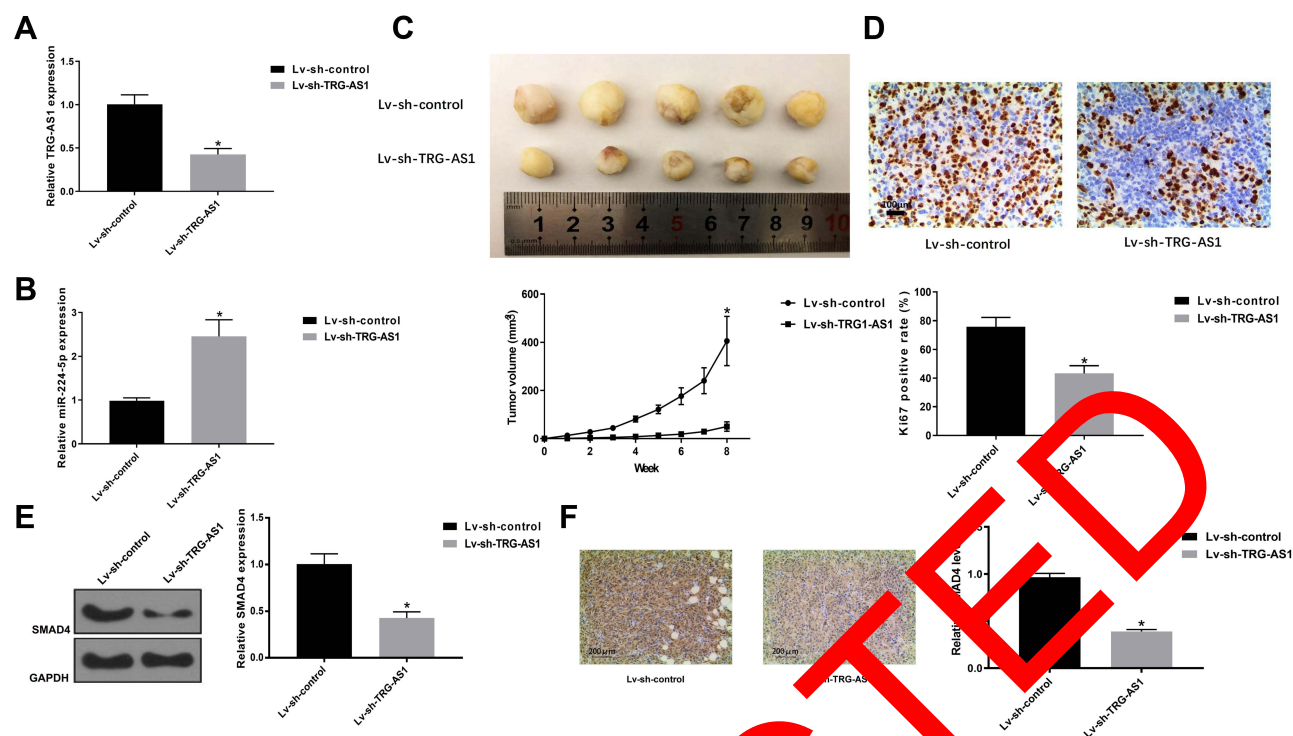 A
Relative TRG-AS1 expression
1.5
1.0
0.5
0.0
*
Lv-sh-control
Lv-sh-TRG-AS1
Lv-sh-control
Lv-sh-TRG-AS1
C
Lv-sh-control
Lv-sh-TRG-AS1
mm
1 2 3 4 5 6 7 8 9 10
Tumor volume (mm3)
600
400
200
0
0 2 4 6 8
Week
*
Lv-sh-control
Lv-sh-TRG1-AS1
D
100μm
Lv-sh-control
Lv-sh-TRG-AS1
Ki67 positive rate (%)
100
80
60
40
20
0
*
Lv-sh-control
Lv-sh-TRG-AS1
Lv-sh-control
B
Relative miR-224-5p expression
3
2
1
0
*
Lv-sh-control
Lv-sh-TRG-AS1
Lv-sh-control
Lv-sh-TRG-AS1
E
Lv-sh-control
Lv-sh-TRG-AS1
SMAD4
GAPDH
Relative SMAD4 expression
1.5
1.0
0.5
0.0
*
Lv-sh-control
Lv-sh-TRG-AS1
Lv-sh-control
Lv-sh-TRG-AS1
F
200μm
Lv-sh-control
200μm
1.0
0.0
*
Lv-sh-control
Lv-sh-TRG-AS1
Lv-sh-control
Lv-sh-TRG-AS1
TED